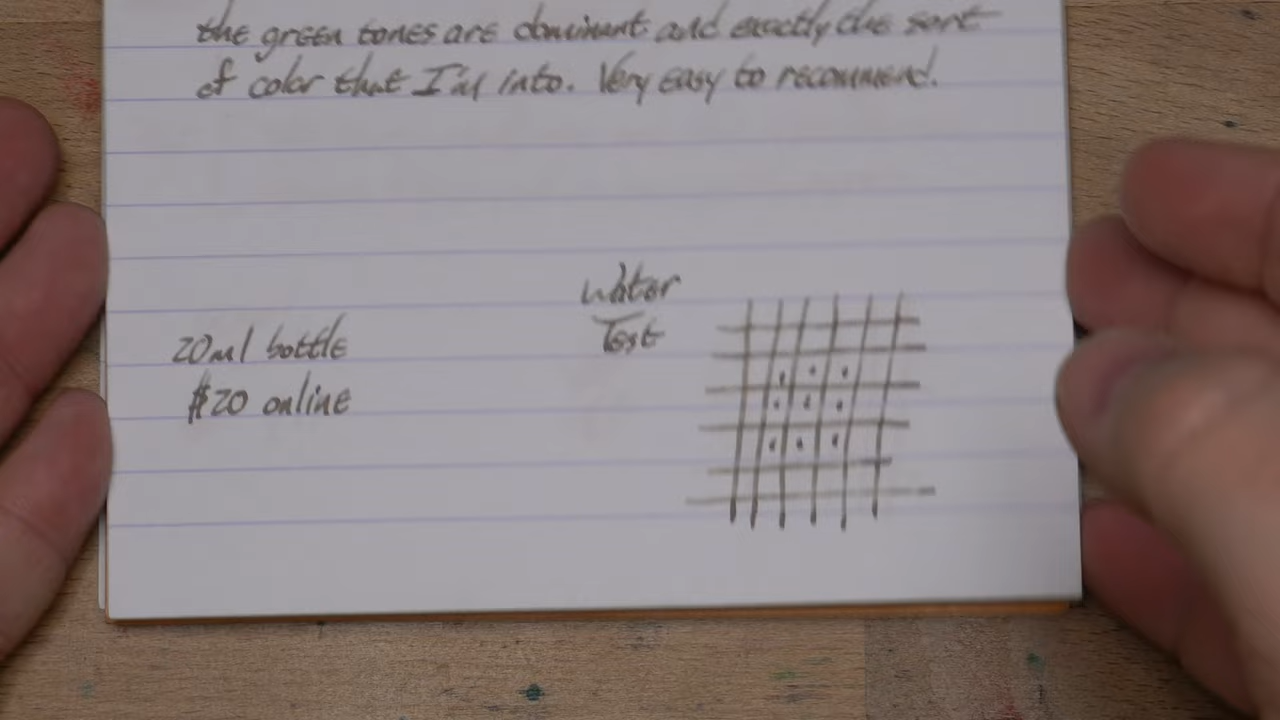 the green tones are dominant and exactly the sort
of color that I'm into. Very easy to recommend.
Water
Test
20ml bottle
$20 online